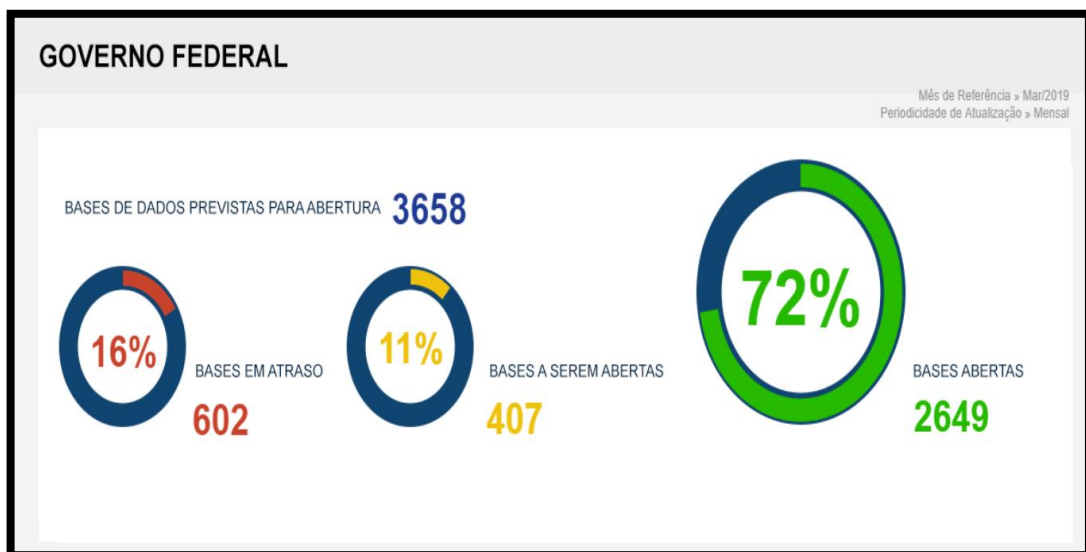 GOVERNO FEDERAL
Mês de Referência » Mar/2019
Periodicidade de Atualização » Mensal
BASES DE DADOS PREVISTAS PARA ABERTURA 3658
16%
BASES EM ATRASO
602
11%
BASES A SEREM ABERTAS
407
72%
BASES ABERTAS
2649